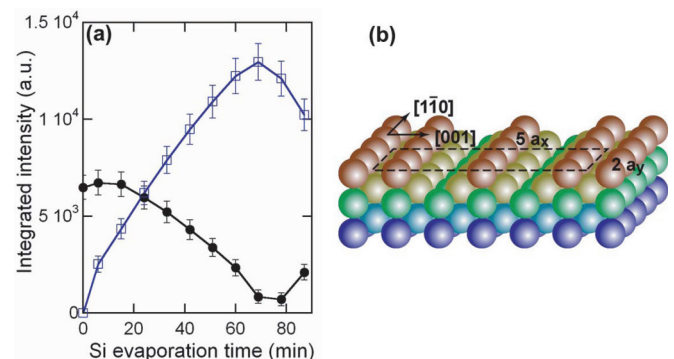 (a)
(b)
Integrated intensity (a.u.)
1.5 10⁴
1 10⁴
5 10³
0
0 20 40 60 80
Si evaporation time (min)
[11̄0]
[001]
5 aₓ
2 a_y